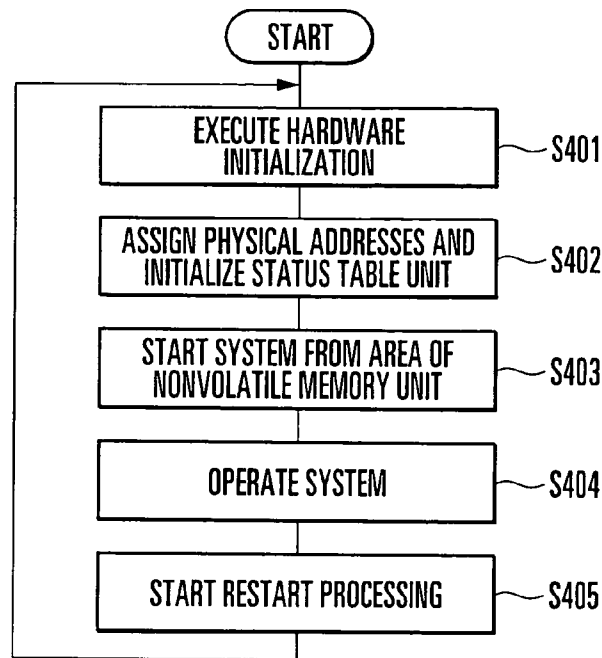 START
EXECUTE HARDWARE
INITIALIZATION
S401
ASSIGN PHYSICAL ADDRESSES AND
INITIALIZE STATUS TABLE UNIT
S402
START SYSTEM FROM AREA OF
NONVOLATILE MEMORY UNIT
S403
OPERATE SYSTEM
S404
START RESTART PROCESSING
S405